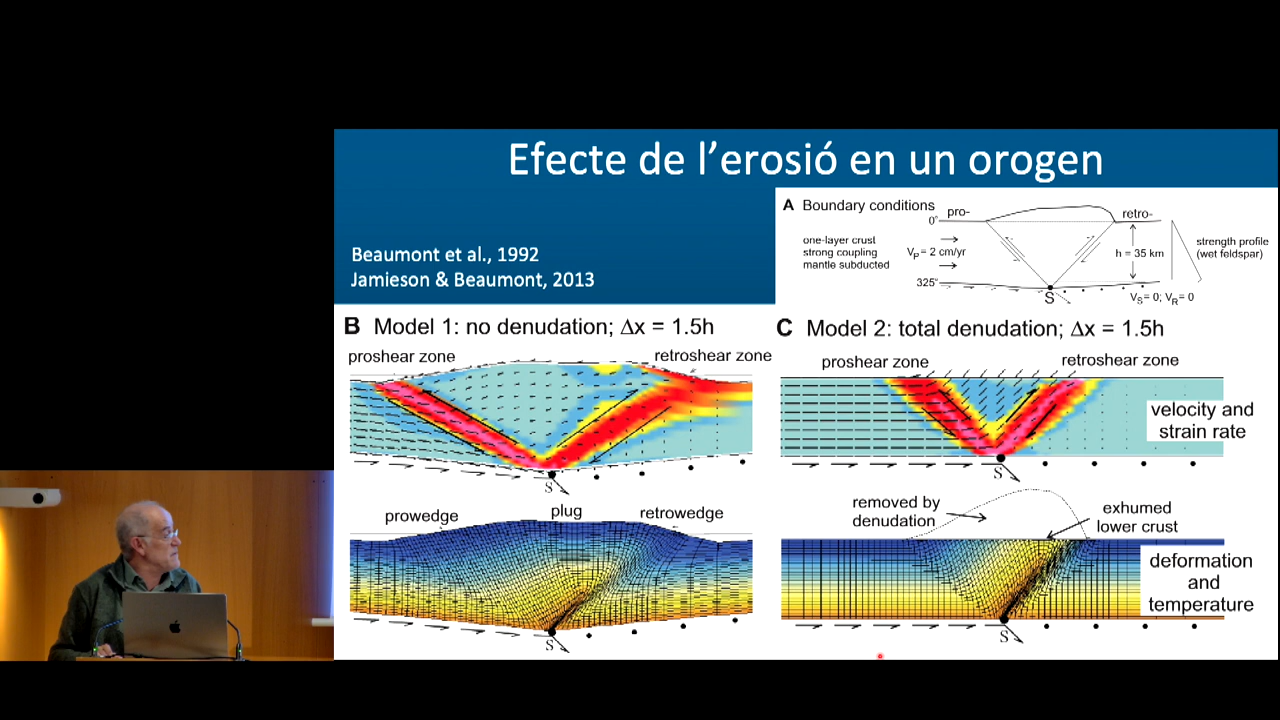 Efecte de l’erosió en un orogen
Beaumont et al., 1992
Jamieson & Beaumont, 2013
A Boundary conditions
pro-
retro-
0°
one-layer crust
strong coupling
mantle subducted
Vp = 2 cm/yr
h = 35 km
strength profile
(wet feldspar)
325°
S
VS = 0; VR = 0
B Model 1: no denudation; Δx = 1.5h
proshear zone
retroshear zone
S
prowedge
plug
retrowedge
S
C Model 2: total denudation; Δx = 1.5h
proshear zone
retroshear zone
velocity and
strain rate
S
removed by
denudation
exhumed
lower crust
deformation
and
temperature
S